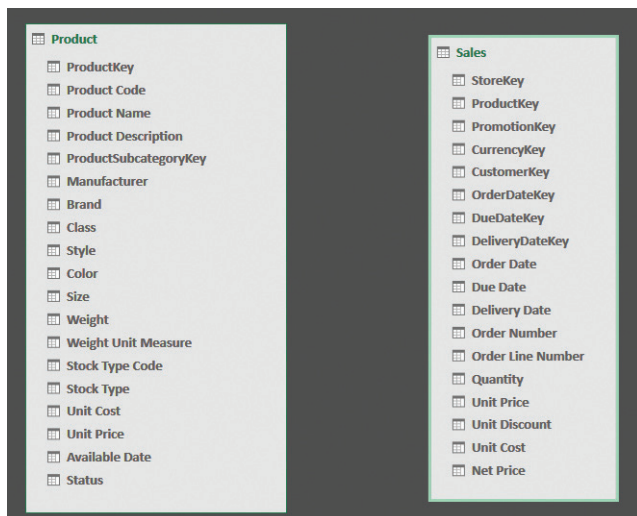 Product
ProductKey
Product Code
Product Name
Product Description
ProductSubcategoryKey
Manufacturer
Brand
Class
Style
Color
Size
Weight
Weight Unit Measure
Stock Type Code
Stock Type
Unit Cost
Unit Price
Available Date
Status
Sales
StoreKey
ProductKey
PromotionKey
CurrencyKey
CustomerKey
OrderDateKey
DueDateKey
DeliveryDateKey
Order Date
Due Date
Delivery Date
Order Number
Order Line Number
Quantity
Unit Price
Unit Discount
Unit Cost
Net Price